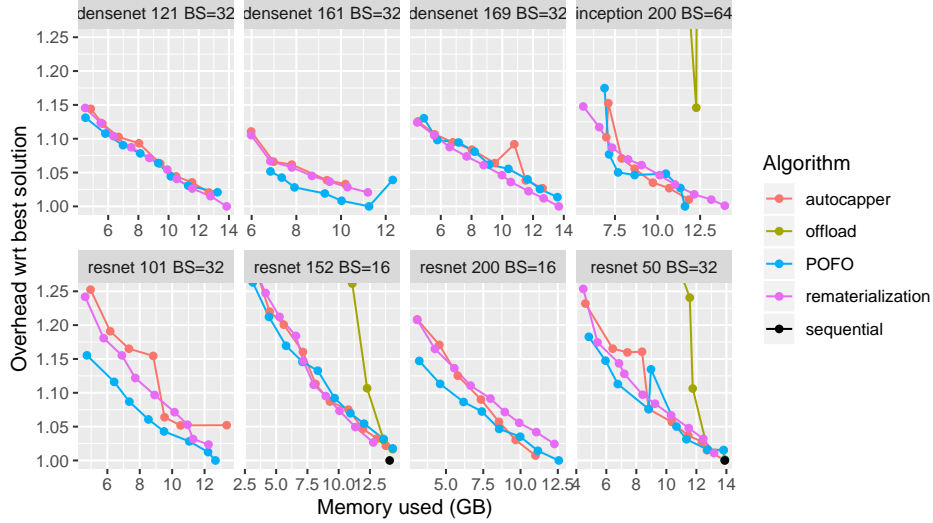 densenet 121 BS=32
densenet 161 BS=32
densenet 169 BS=32
inception 200 BS=64
1.25
1.20
1.15
1.10
1.05
1.00
6 8 10 12 14
6 8 10 12
4 6 8 10 12 14
7.5 10.0 12.5
resnet 101 BS=32
resnet 152 BS=16
resnet 200 BS=16
resnet 50 BS=32
1.25
1.20
1.15
1.10
1.05
1.00
6 8 10 12
2.5 5.0 7.5 10.0 12.5
5.0 7.5 10.0 12.5
4 6 8 10 12 14
Overhead wrt best solution
Memory used (GB)
Algorithm
autocapper
offload
POFO
rematerialization
sequential